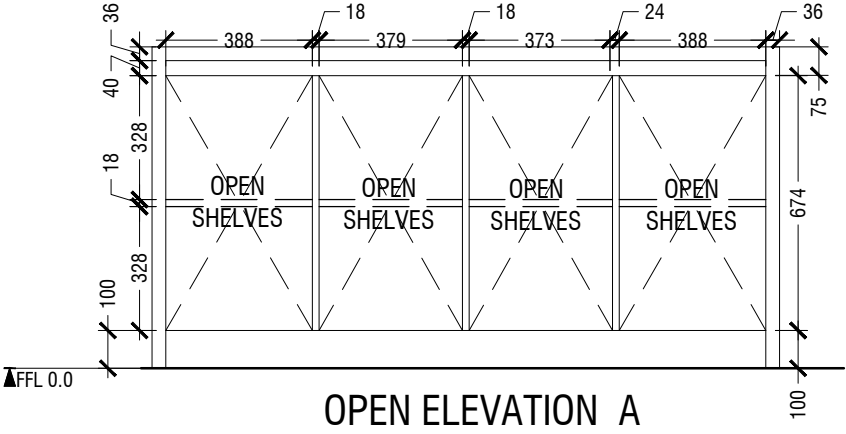 36
18
18
24
36
388
379
373
388
40
75
328
18
674
328
100
OPEN
SHELVES
OPEN
SHELVES
OPEN
SHELVES
OPEN
SHELVES
FFL 0.0
100
OPEN ELEVATION A